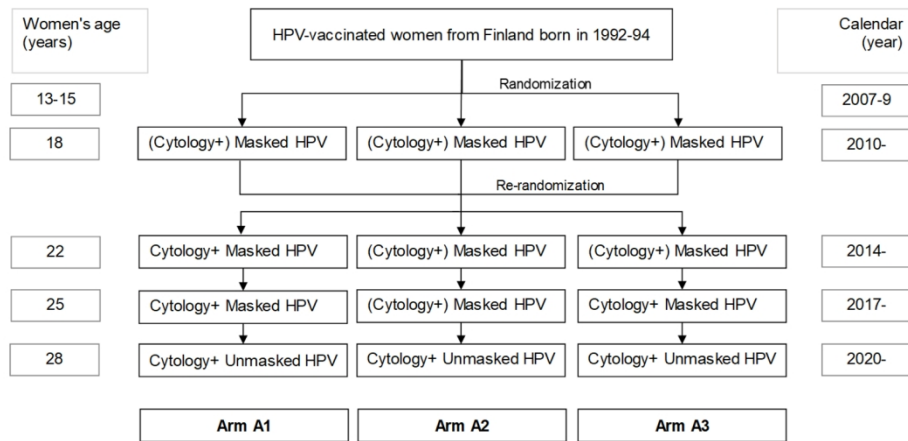 Women's age
(years)
HPV-vaccinated women from Finland born in 1992-94
Calendar
(year)
Randomization
13-15
2007-9
18
(Cytology+) Masked HPV
(Cytology+) Masked HPV
(Cytology+) Masked HPV
2010-
Re-randomization
22
Cytology+ Masked HPV
(Cytology+) Masked HPV
(Cytology+) Masked HPV
2014-
25
Cytology+ Masked HPV
(Cytology+) Masked HPV
Cytology+ Masked HPV
2017-
28
Cytology+ Unmasked HPV
Cytology+ Unmasked HPV
Cytology+ Unmasked HPV
2020-
Arm A1
Arm A2
Arm A3